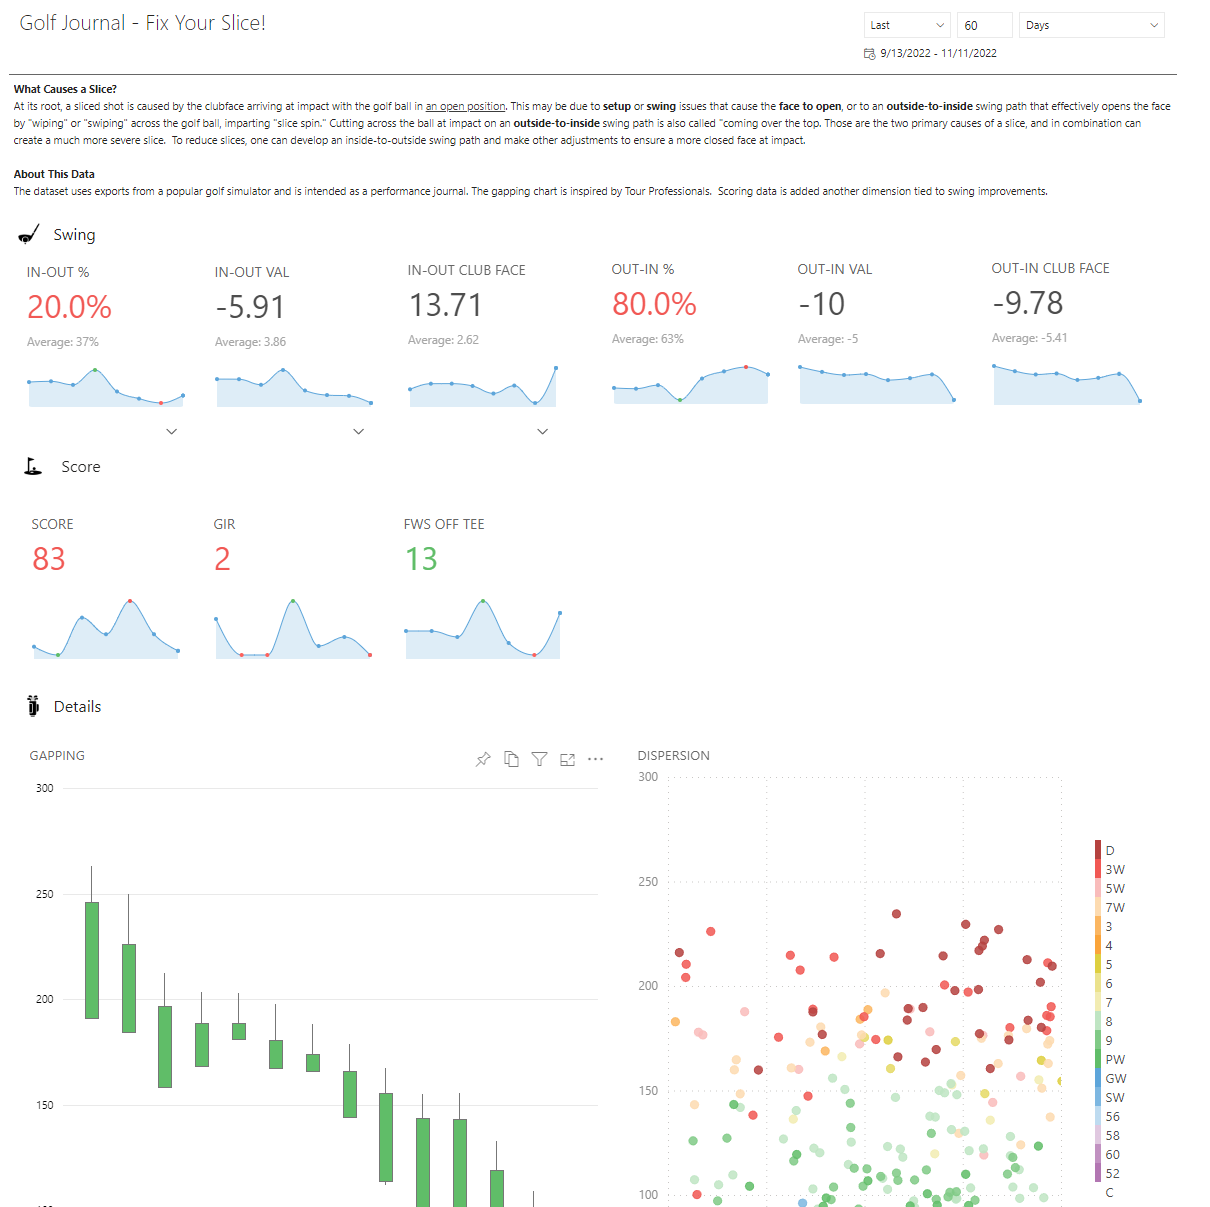 Golf Journal - Fix Your Slice!
Last
60
Days
9/13/2022 - 11/11/2022
What Causes a Slice?
At its root, a sliced shot is caused by the clubface arriving at impact with the golf ball in an open position. This may be due to setup or swing issues that cause the face to open, or to an outside-to-inside swing path that effectively opens the face
by "wiping" or "swiping" across the golf ball, imparting "slice spin." Cutting across the ball at impact on an outside-to-inside swing path is also called "coming over the top. Those are the two primary causes of a slice, and in combination can
create a much more severe slice.  To reduce slices, one can develop an inside-to-outside swing path and make other adjustments to ensure a more closed face at impact.
About This Data
The dataset uses exports from a popular golf simulator and is intended as a performance journal. The gapping chart is inspired by Tour Professionals.  Scoring data is added another dimension tied to swing improvements.
Swing
IN-OUT %
20.0%
Average: 37%
IN-OUT VAL
-5.91
Average: 3.86
IN-OUT CLUB FACE
13.71
Average: 2.62
OUT-IN %
80.0%
Average: 63%
OUT-IN VAL
-10
Average: -5
OUT-IN CLUB FACE
-9.78
Average: -5.41
Score
SCORE
83
GIR
2
FWS OFF TEE
13
Details
GAPPING
300
250
200
150
DISPERSION
300
250
200
150
100
D
3W
5W
7W
3
4
5
6
7
8
9
PW
GW
SW
56
58
60
52
C